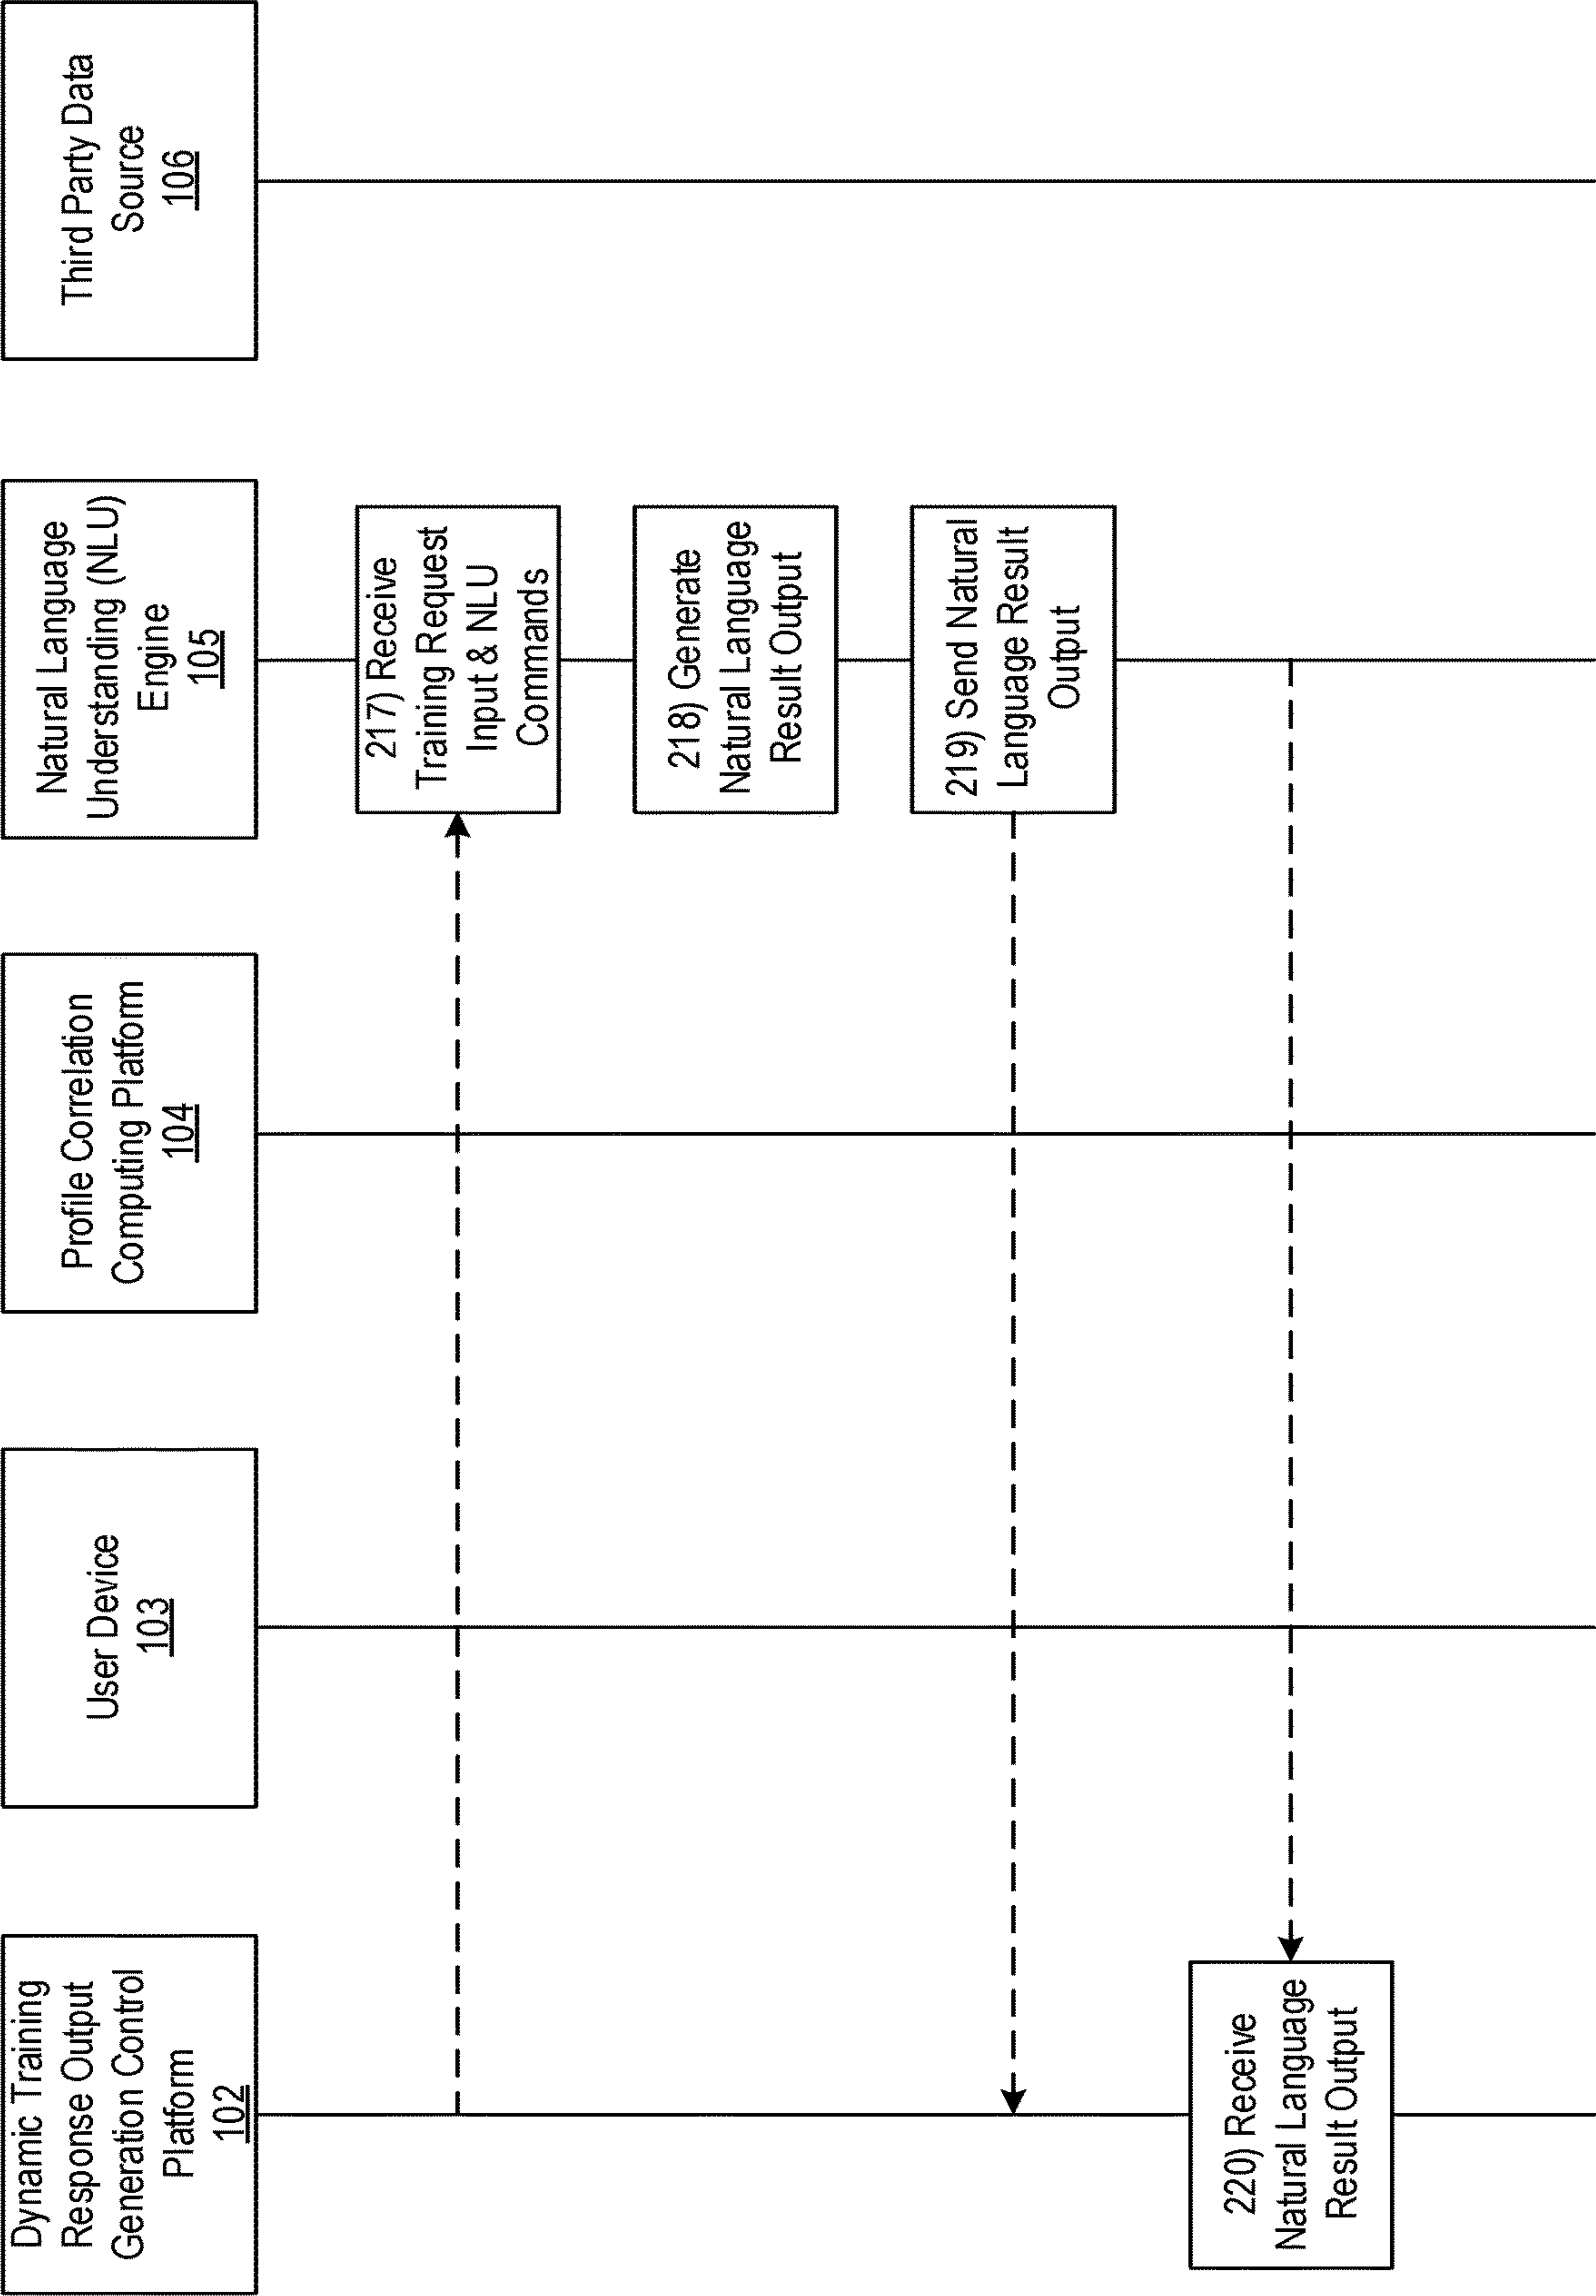 Dynamic Training
Response Output
Generation Control
Platform
102
User Device
103
Profile Correlation
Computing Platform
104
Natural Language
Understanding (NLU)
Engine
105
Third Party Data
Source
106
217) Receive
Training Request
Input & NLU
Commands
218) Generate
Natural Language
Result Output
219) Send Natural
Language Result
Output
220) Receive
Natural Language
Result Output